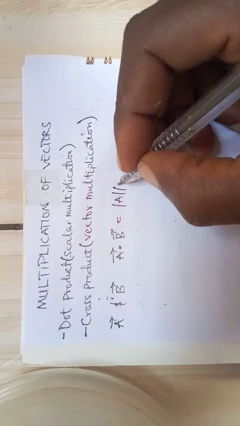 MULTIPLICATION OF VECTORS
- Dot Product (scalar multiplication)
- Cross Product (vector multiplication)
A⃗ & B⃗   A⃗ • B⃗ = |A||